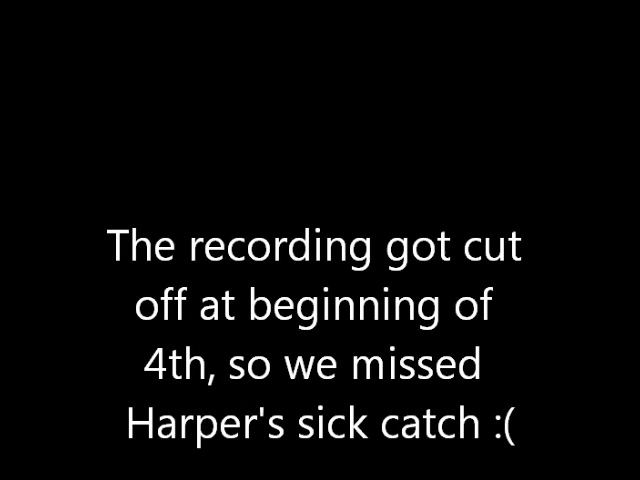 The recording got cut
off at beginning of
4th, so we missed
Harper's sick catch :(